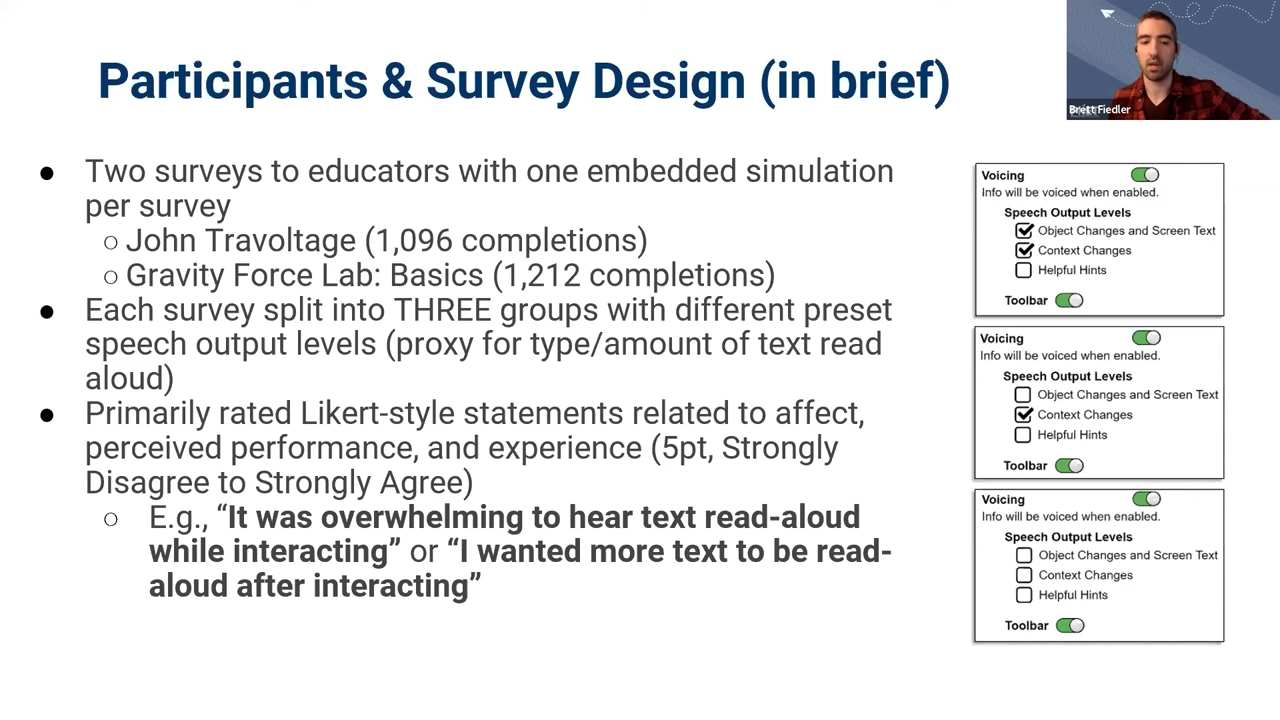 Participants & Survey Design (in brief)
Brett Fiedler
● Two surveys to educators with one embedded simulation
per survey
○ John Travoltage (1,096 completions)
○ Gravity Force Lab: Basics (1,212 completions)
● Each survey split into THREE groups with different preset
speech output levels (proxy for type/amount of text read
aloud)
● Primarily rated Likert-style statements related to affect,
perceived performance, and experience (5pt, Strongly
Disagree to Strongly Agree)
○ E.g., “It was overwhelming to hear text read-aloud
while interacting” or “I wanted more text to be read-
aloud after interacting”
Voicing
Info will be voiced when enabled.
Speech Output Levels
Object Changes and Screen Text
Context Changes
Helpful Hints
Toolbar
Voicing
Info will be voiced when enabled.
Speech Output Levels
Object Changes and Screen Text
Context Changes
Helpful Hints
Toolbar
Voicing
Info will be voiced when enabled.
Speech Output Levels
Object Changes and Screen Text
Context Changes
Helpful Hints
Toolbar